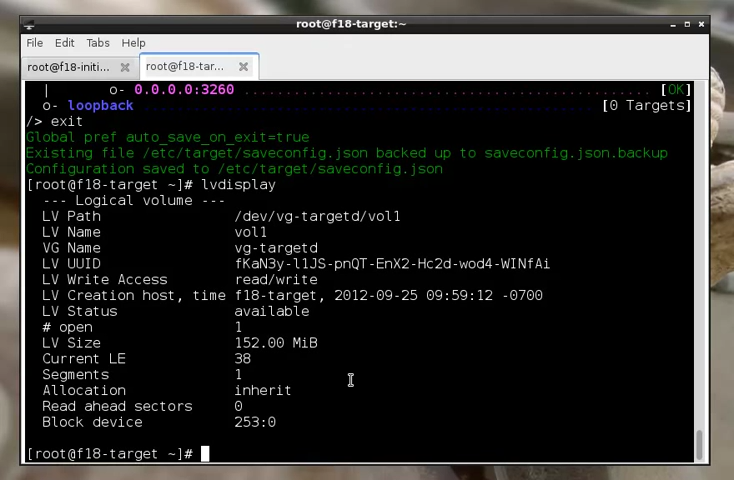 root@f18-target:~
File Edit Tabs Help
root@f18-initi... root@f18-tar...
| o- 0.0.0.0:3260 ................................................. [OK]
o- loopback ................................................. [0 Targets]
/> exit
Global pref auto_save_on_exit=true
Existing file /etc/target/saveconfig.json backed up to saveconfig.json.backup
Configuration saved to /etc/target/saveconfig.json
[root@f18-target ~]# lvdisplay
--- Logical volume ---
LV Path /dev/vg-targetd/vol1
LV Name vol1
VG Name vg-targetd
LV UUID fKaN3y-l1JS-pnQT-EnX2-Hc2d-wod4-WINfAi
LV Write Access read/write
LV Creation host, time f18-target, 2012-09-25 09:59:12 -0700
LV Status available
# open 1
LV Size 152.00 MiB
Current LE 38
Segments 1
Allocation inherit
Read ahead sectors 0
Block device 253:0
[root@f18-target ~]#